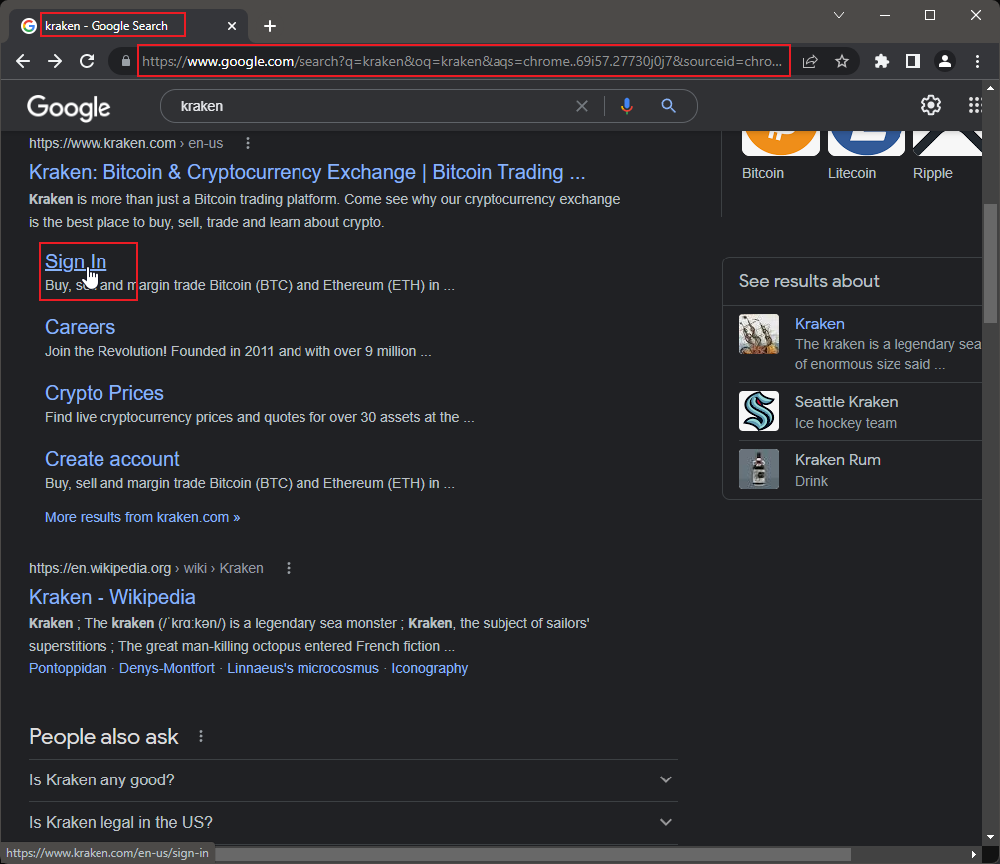 kraken - Google Search
https://www.google.com/search?q=kraken&oq=kraken&aqs=chrome..69i57.27730j0j7&sourceid=chro...
Google
kraken
https://www.kraken.com › en-us
Kraken: Bitcoin & Cryptocurrency Exchange | Bitcoin Trading ...
Kraken is more than just a Bitcoin trading platform. Come see why our cryptocurrency exchange
is the best place to buy, sell, trade and learn about crypto.
Sign In
Buy, sell and margin trade Bitcoin (BTC) and Ethereum (ETH) in ...
Careers
Join the Revolution! Founded in 2011 and with over 9 million ...
Crypto Prices
Find live cryptocurrency prices and quotes for over 30 assets at the ...
Create account
Buy, sell and margin trade Bitcoin (BTC) and Ethereum (ETH) in ...
More results from kraken.com »
https://en.wikipedia.org › wiki › Kraken
Kraken - Wikipedia
Kraken ; The kraken (/ˈkrɑːkən/) is a legendary sea monster ; Kraken, the subject of sailors'
superstitions ; The great man-killing octopus entered French fiction ...
Pontoppidan · Denys-Montfort · Linnaeus's microcosmus · Iconography
People also ask
Is Kraken any good?
Is Kraken legal in the US?
https://www.kraken.com/en-us/sign-in
Bitcoin
Litecoin
Ripple
See results about
Kraken
The kraken is a legendary sea
of enormous size said ...
Seattle Kraken
Ice hockey team
Kraken Rum
Drink